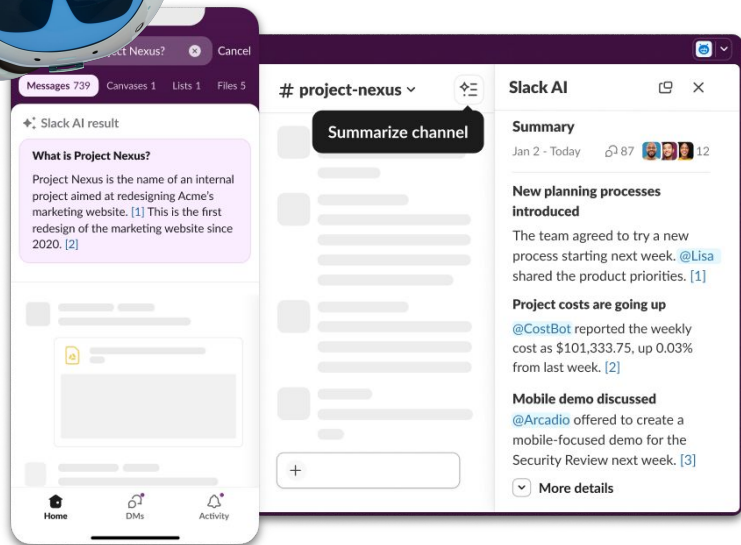 ct Nexus?
Cancel
Messages 739 Canvases 1 Lists 1 Files 5
Slack AI result
What is Project Nexus?
Project Nexus is the name of an internal
project aimed at redesigning Acme's
marketing website. [1] This is the first
redesign of the marketing website since
2020. [2]
Home DMs Activity
# project-nexus
Summarize channel
Slack AI
Summary
Jan 2 - Today 87 12
New planning processes
introduced
The team agreed to try a new
process starting next week. @Lisa
shared the product priorities. [1]
Project costs are going up
@CostBot reported the weekly
cost as $101,333.75, up 0.03%
from last week. [2]
Mobile demo discussed
@Arcadio offered to create a
mobile-focused demo for the
Security Review next week. [3]
More details